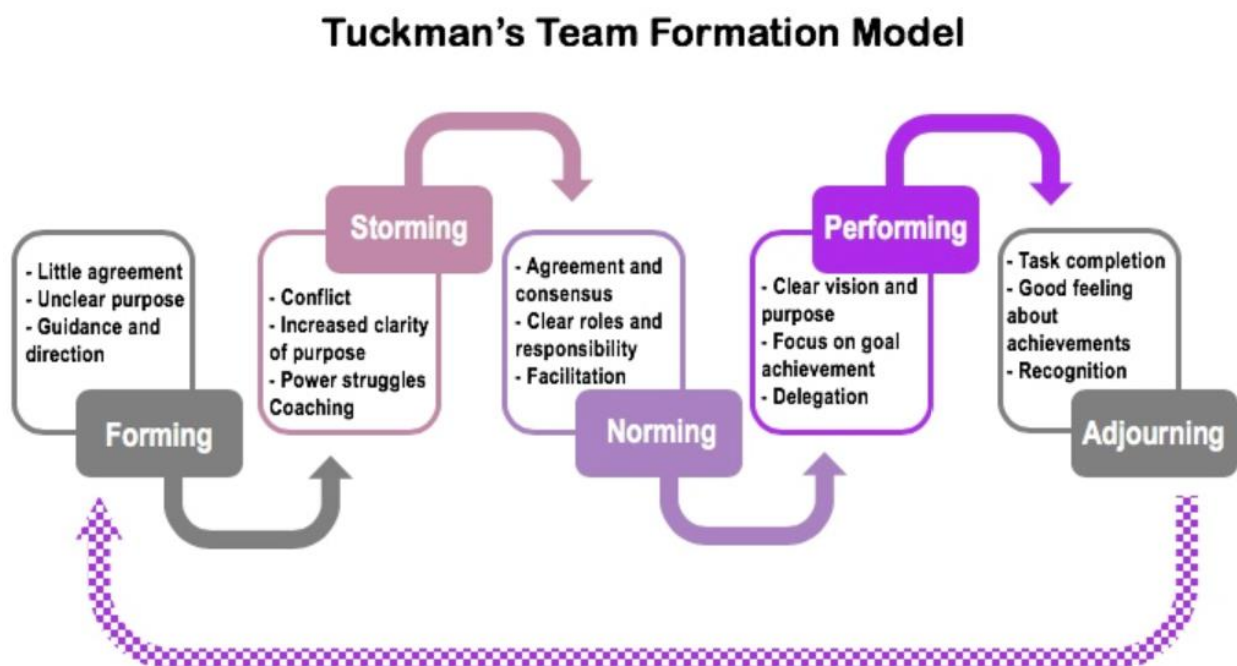 Tuckman’s Team Formation Model
- Little agreement
- Unclear purpose
- Guidance and
direction
Forming
Storming
- Conflict
- Increased clarity
of purpose
- Power struggles
Coaching
- Agreement and
consensus
- Clear roles and
responsibility
- Facilitation
Norming
Performing
- Clear vision and
purpose
- Focus on goal
achievement
- Delegation
- Task completion
- Good feeling
about
achievements
- Recognition
Adjourning